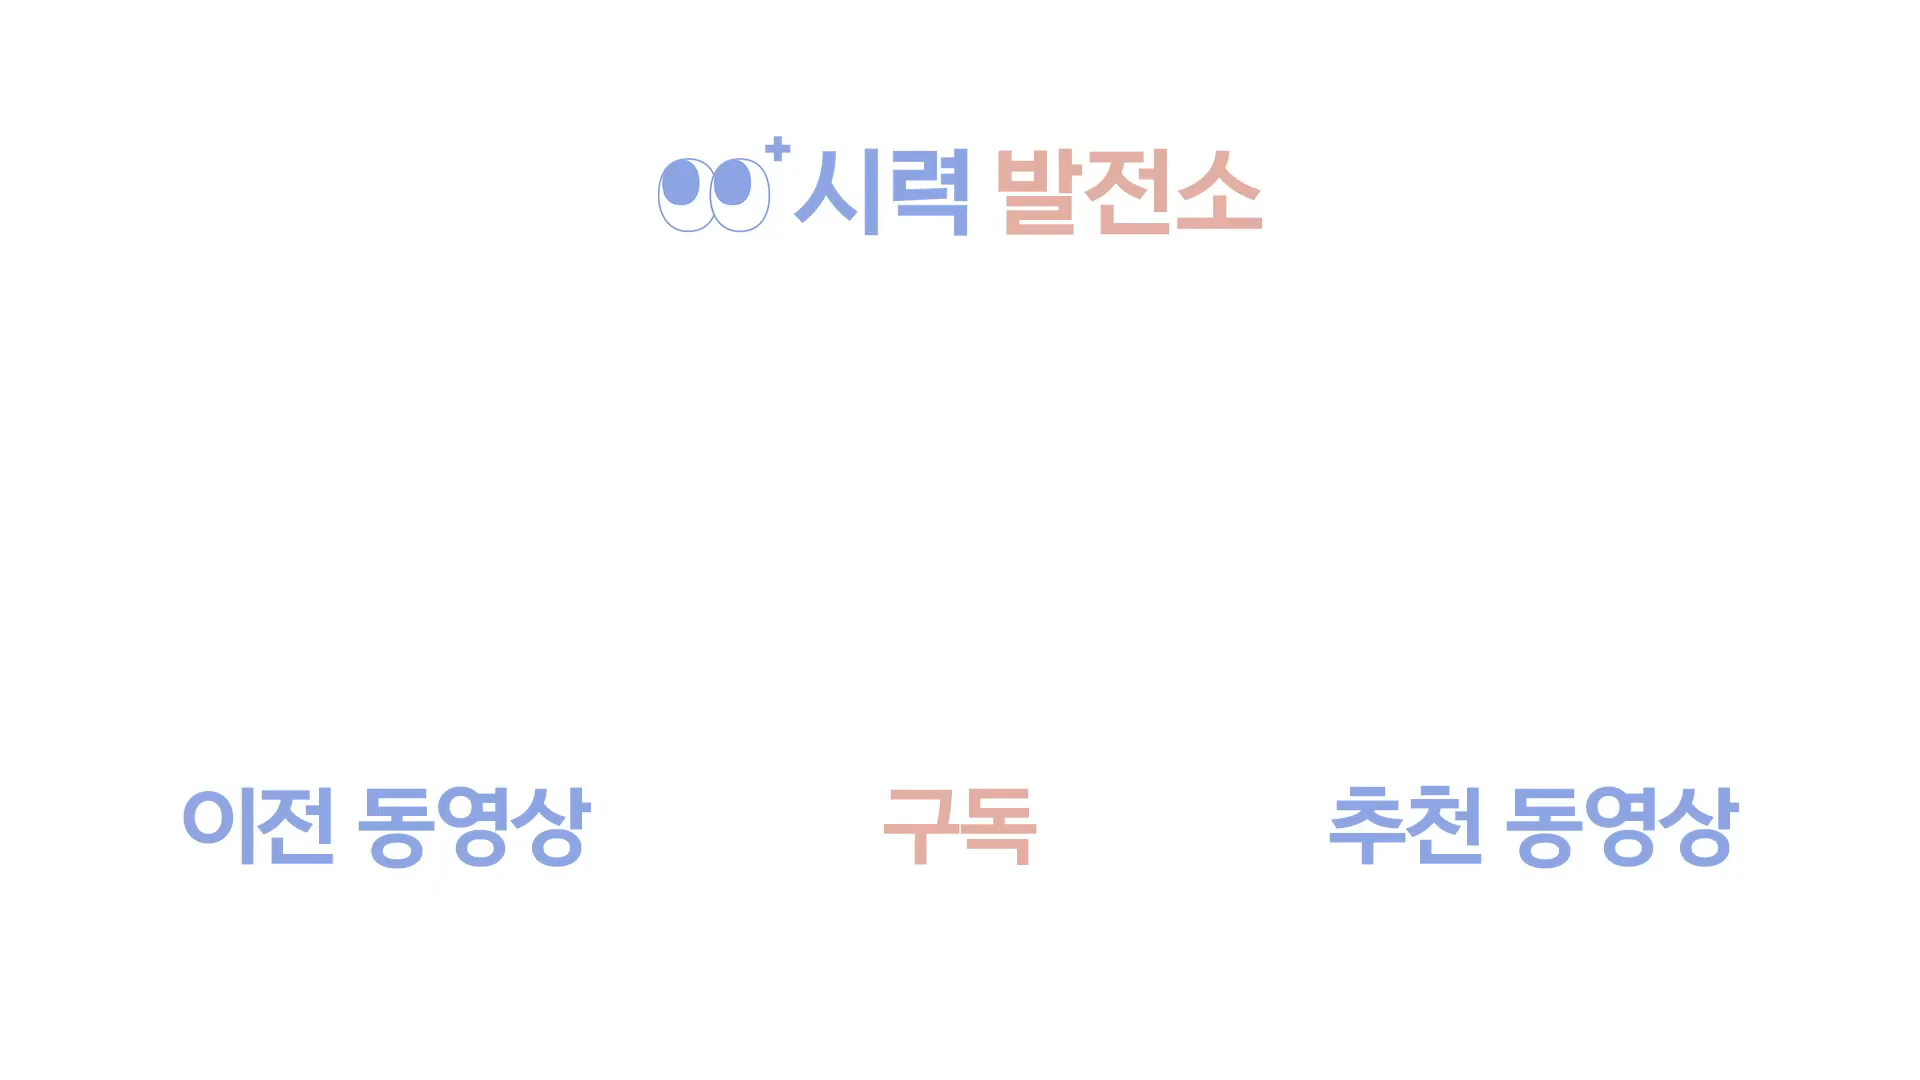 시력 발전소
이전 동영상
구독
추천 동영상